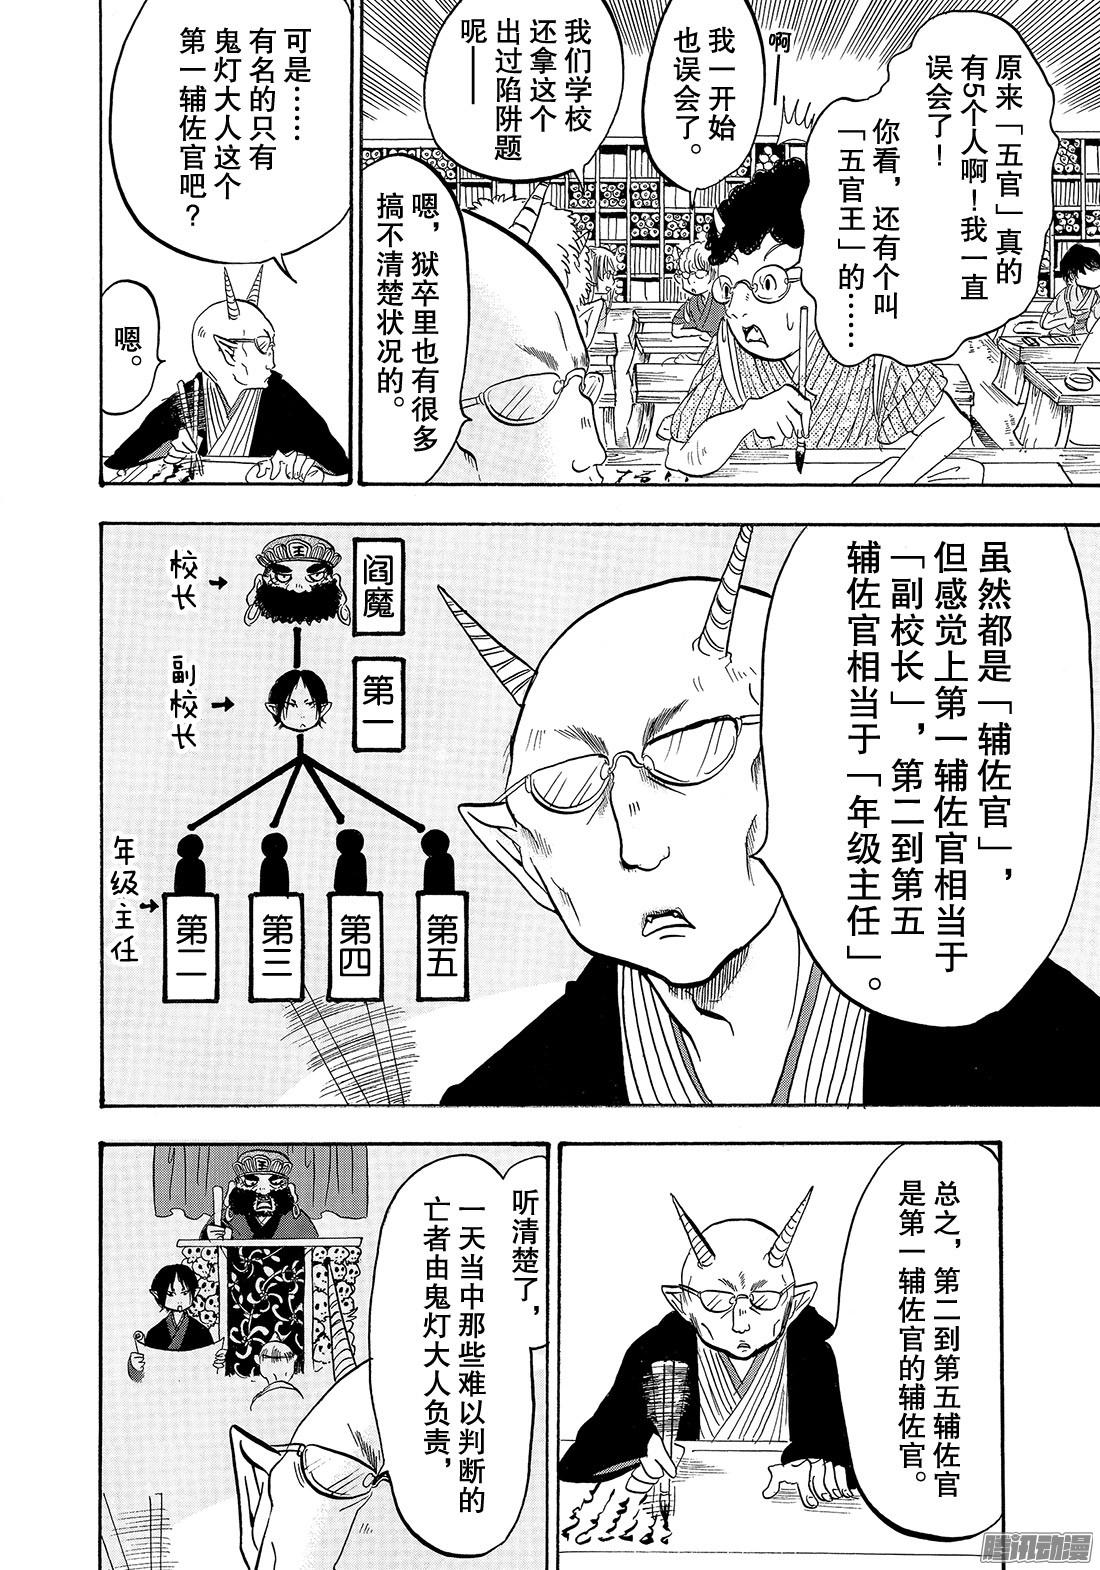 原来「五官」真的
有5个人啊！我一直
误会了！
你看，还有个叫
「五官王」的……
啊
我一开始
也误会了。
我们学校
还拿这个
出过陷阱题
呢——
嗯，狱卒里也有很多
搞不清楚状况的。
可是……
有名的只有
鬼灯大人这个
第一辅佐官吧？
嗯。
虽然都是「辅佐官」，
但感觉上第一辅佐官相当于
「副校长」，第二到第五
辅佐官相当于「年级主任」。
校长→
王
阎魔
副校长→
第一
年级主任→
第二
第三
第四
第五
总之，第二到第五辅佐官
是第一辅佐官的辅佐官。
听清楚了，
一天当中那些难以判断的
亡者由鬼灯大人负责，
王
腾讯动漫